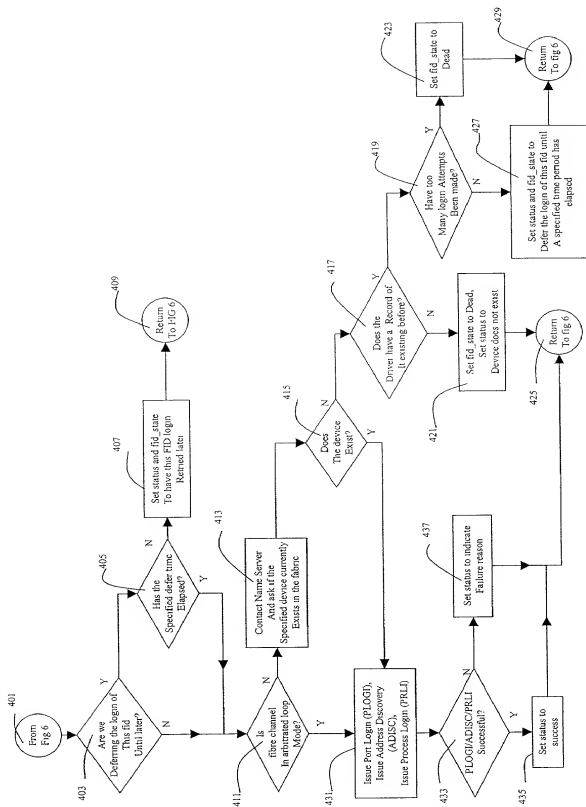 401
From
Fig 6
403
Are we
Deferring the login of
This fid
Until later?
Y
N
405
Has the
Specified defer time
Elapsed?
N
Y
407
Set status and fid_state
To have this FID login
Retried later
409
Return
To FIG 6
411
Is
fibre channel
In arbitrated loop
Mode?
N
Y
413
Contact Name Server
And ask if the
Specified device currently
Exists in the fabric
415
Does
The device
Exist?
N
Y
417
Does the
Driver have a Record of
It existing before?
Y
N
419
Have too
Many login Attempts
Been made?
Y
N
421
Set fid_state to Dead,
Set status to
Device does not exist
423
Set fid_state to
Dead
425
Return
To fig 6
427
Set status and fid_state to
Defer the login of this fid until
A specified time period has
elapsed
429
Return
To fig 6
431
Issue Port Login (PLOGI),
Issue Address Discovery
(ADISC),
Issue Process Login (PRLI)
433
PLOGI/ADISC/PRLI
Successful?
N
Y
435
Set status to
success
437
Set status to indicate
Failure reason